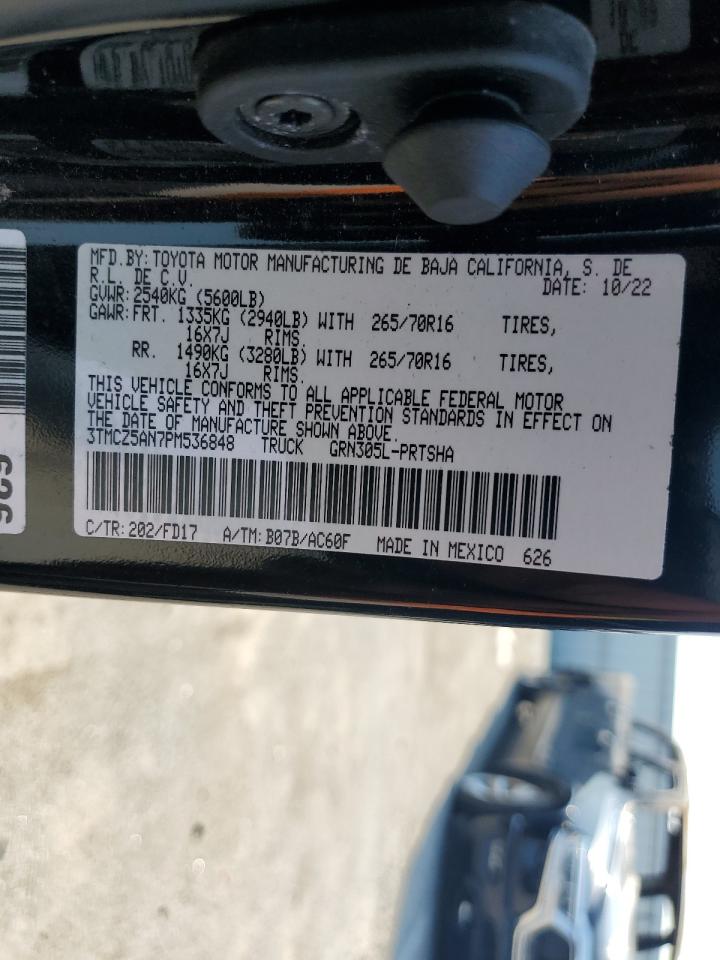 MFD.BY: TOYOTA MOTOR MANUFACTURING DE BAJA CALIFORNIA, S. DE
R.L. DE C.V. DATE: 10/22
GVWR: 2540KG (5600LB)
GAWR: FRT. 1335KG (2940LB) WITH 265/70R16 TIRES,
16X7J RIMS.
RR. 1490KG (3280LB) WITH 265/70R16 TIRES,
16X7J RIMS.
THIS VEHICLE CONFORMS TO ALL APPLICABLE FEDERAL MOTOR
VEHICLE SAFETY AND THEFT PREVENTION STANDARDS IN EFFECT ON
THE DATE OF MANUFACTURE SHOWN ABOVE.
3TMCZ5AN7PM536848 TRUCK GRN305L-PRTSHA
C/TR: 202/FD17 A/TM: B07B/AC60F MADE IN MEXICO 626